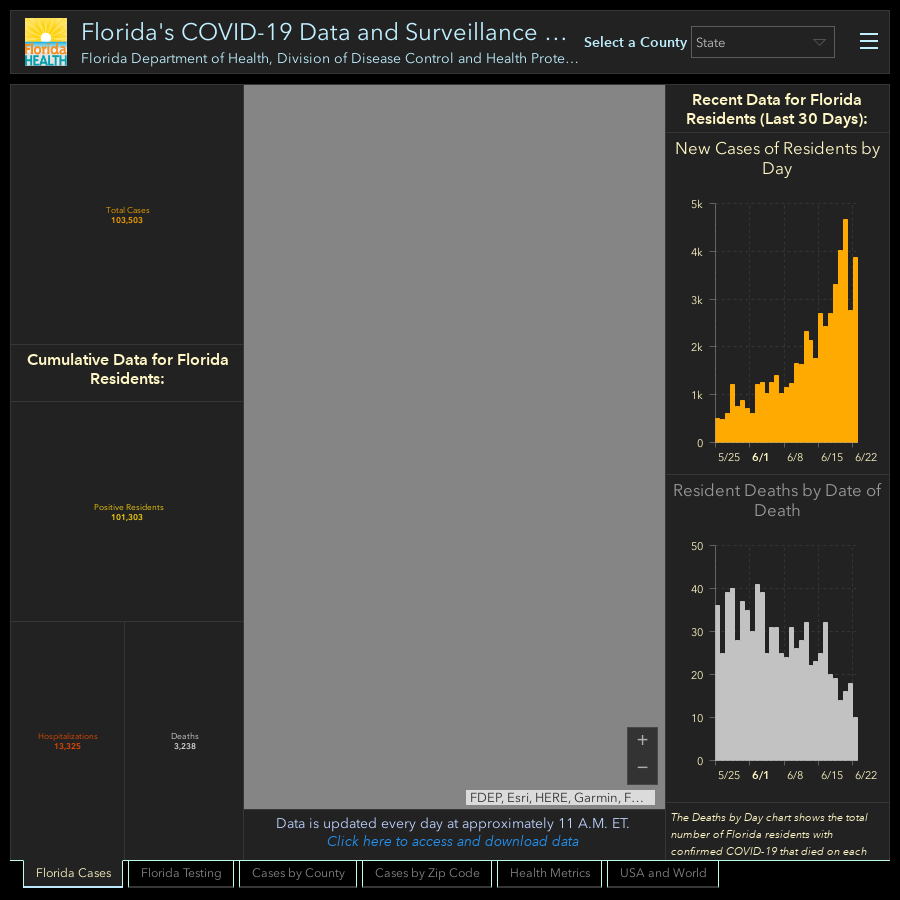 Florida
HEALTH
Florida's COVID-19 Data and Surveillance ...
Florida Department of Health, Division of Disease Control and Health Prote...
Select a County
State
Total Cases
103,503
Cumulative Data for Florida
Residents:
Positive Residents
101,303
Hospitalizations
13,325
Deaths
3,238
+
−
FDEP, Esri, HERE, Garmin, F...
Data is updated every day at approximately 11 A.M. ET.
Click here to access and download data
Recent Data for Florida
Residents (Last 30 Days):
New Cases of Residents by
Day
5k
4k
3k
2k
1k
0
5/25 6/1 6/8 6/15 6/22
Resident Deaths by Date of
Death
50
40
30
20
10
0
5/25 6/1 6/8 6/15 6/22
The Deaths by Day chart shows the total
number of Florida residents with
confirmed COVID-19 that died on each
Florida Cases
Florida Testing
Cases by County
Cases by Zip Code
Health Metrics
USA and World